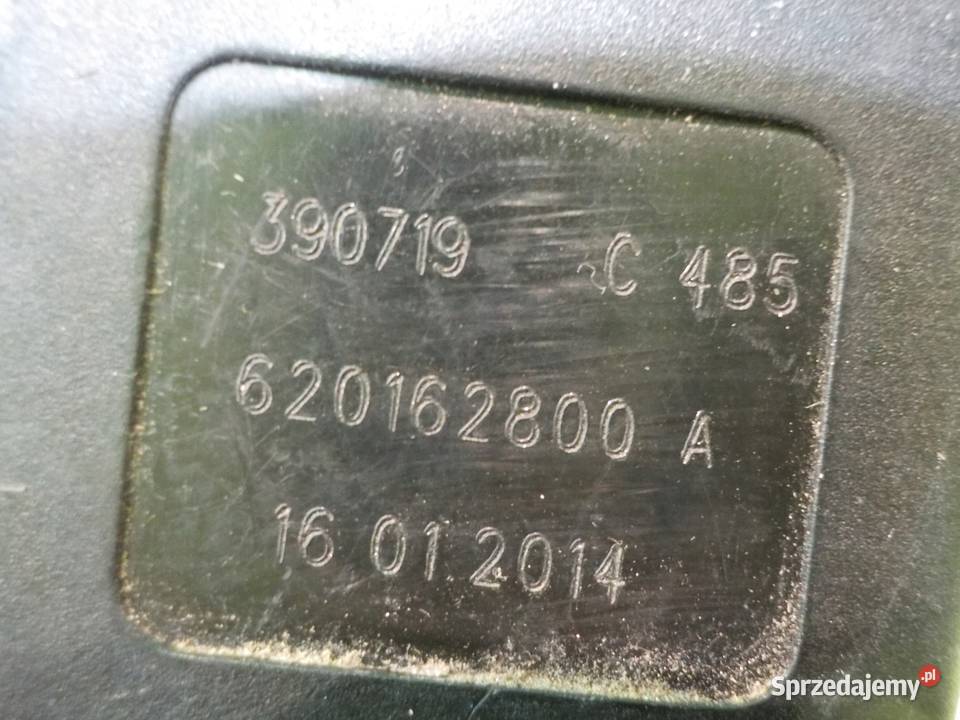 390719 C 485
620162800 A
16 01 2014
Sprzedajemy.pl